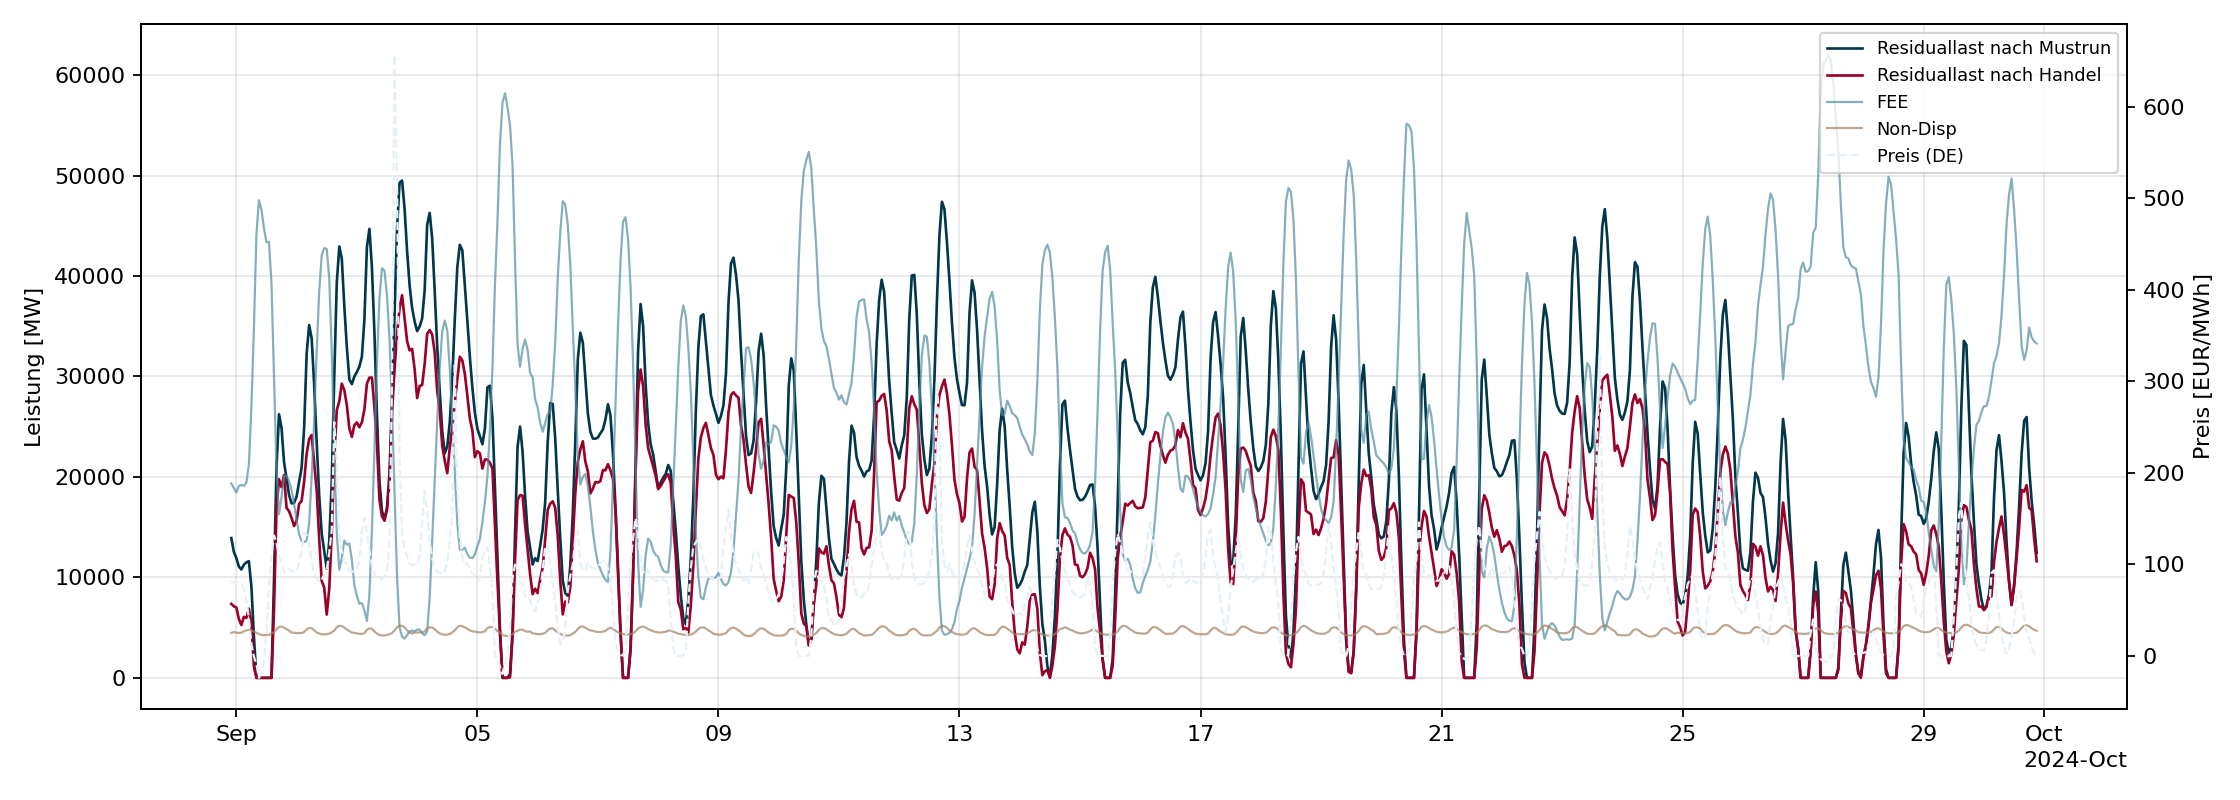 Leistung [MW]
60000
50000
40000
30000
20000
10000
0
Residuallast nach Mustrun
Residuallast nach Handel
FEE
Non-Disp
Preis (DE)
600
500
400
300
200
100
0
Preis [EUR/MWh]
Sep 05 09 13 17 21 25 29 Oct
2024-Oct